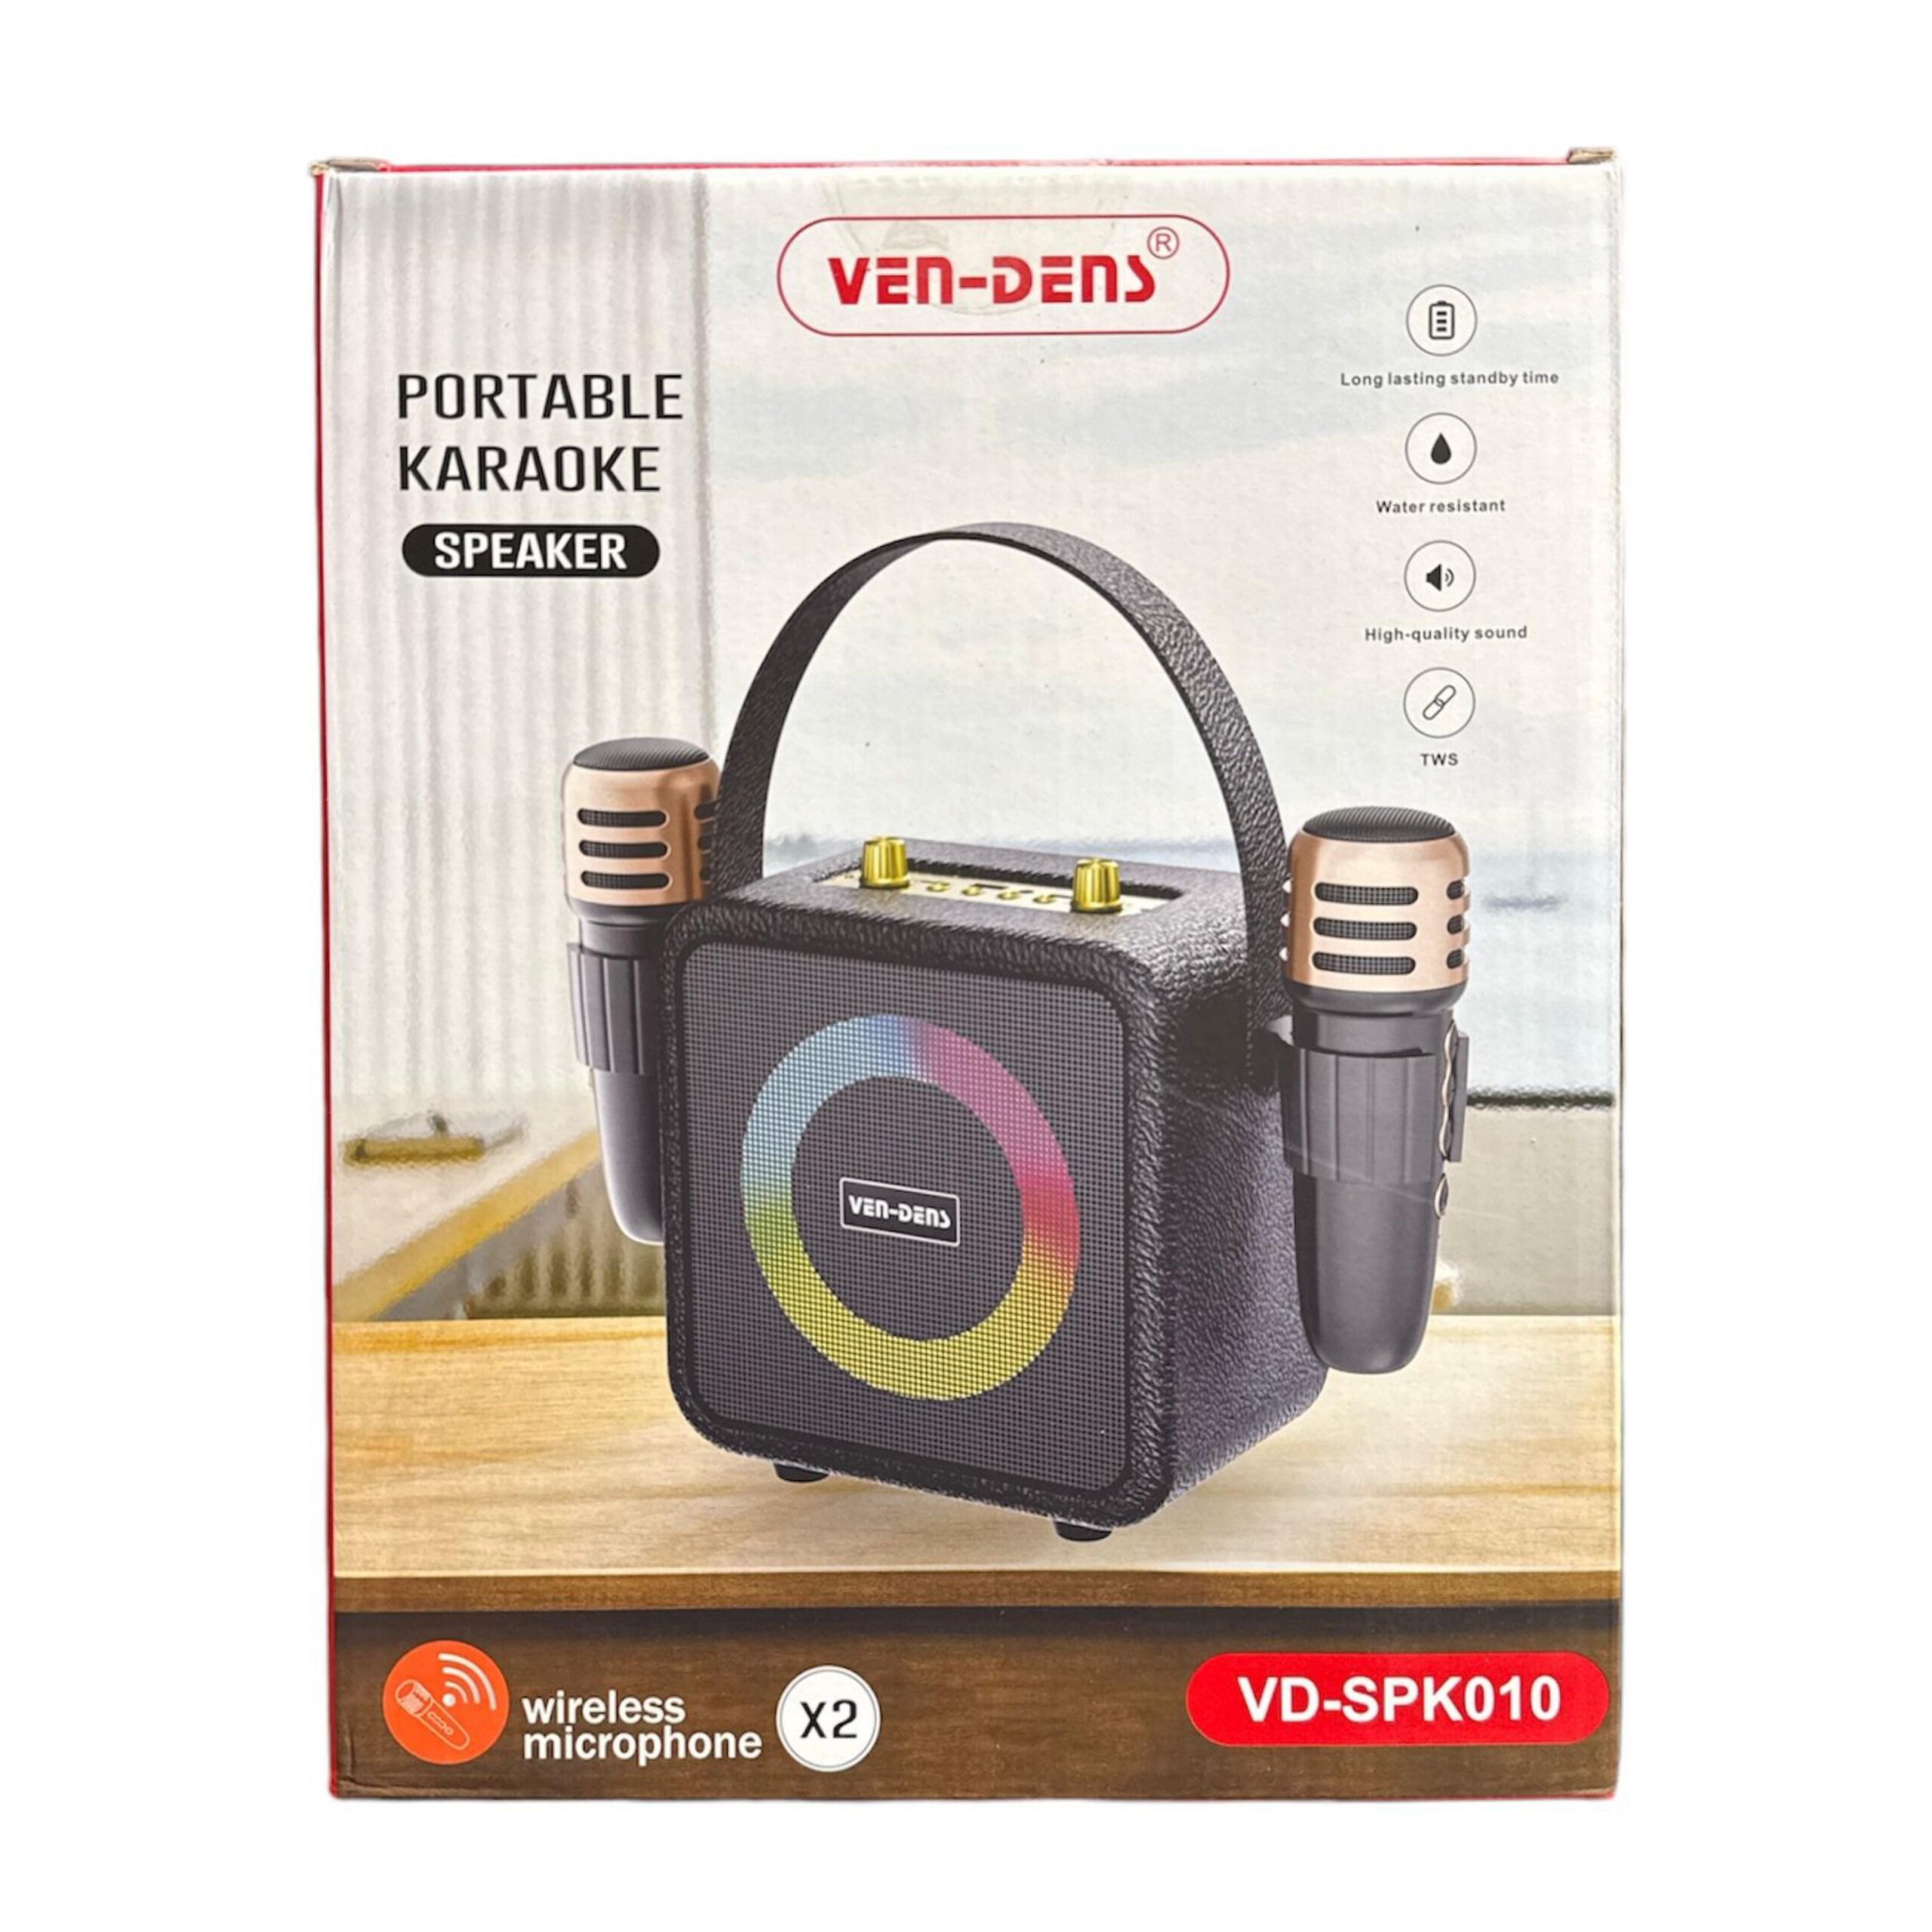 VEN-DENS®
PORTABLE
KARAOKE
SPEAKER
Long lasting standby time
Water resistant
High-quality sound
TWS
VEN-DENS
wireless
microphone
X2
VD-SPK010